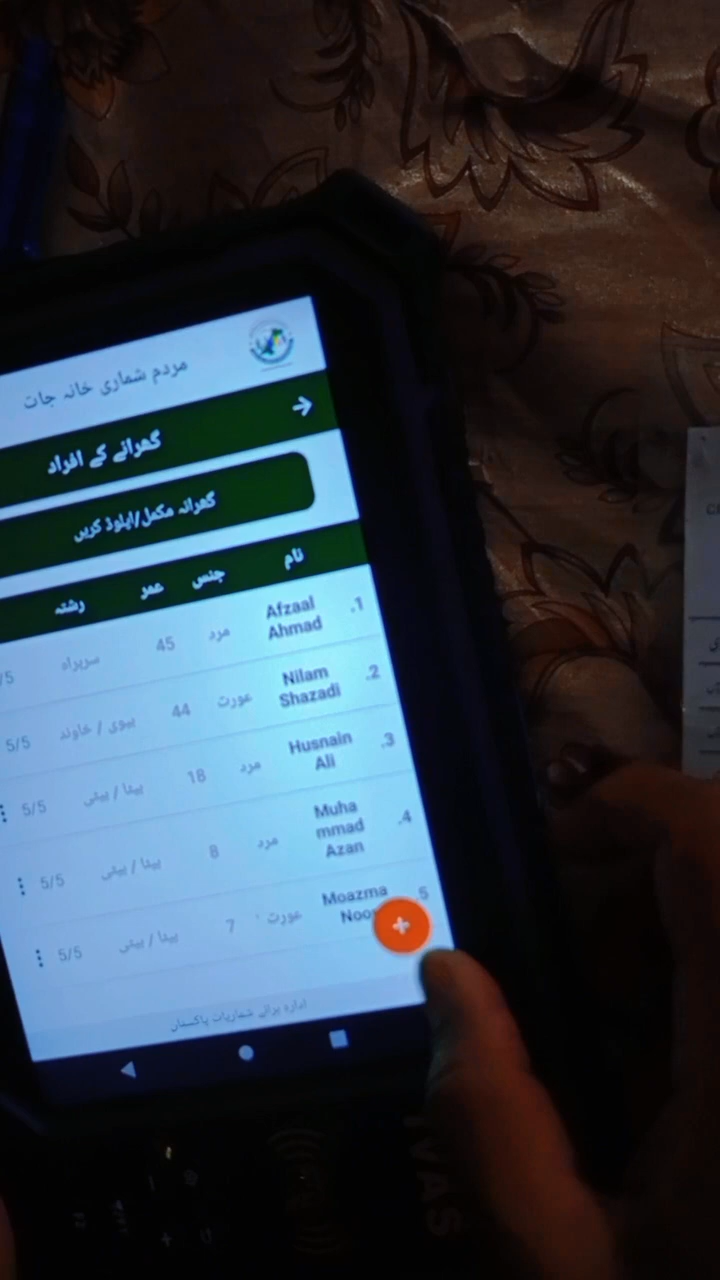 مردم شماری خانہ جات
گھرانے کے افراد
گھرانہ مکمل/اپلوڈ کریں
نام جنس عمر رشتہ
1. Afzaal Ahmad مرد 45 سربراہ /5
2. Nilam Shazadi عورت 44 بیوی / خاوند 5/5
3. Husnain Ali مرد 18 بیٹا / بیٹی 5/5
4. Muhammad Azan مرد 8 بیٹا / بیٹی 5/5
5 Moazma Noo عورت 7 بیٹا / بیٹی 5/5
ادارہ برائے شماریات پاکستان